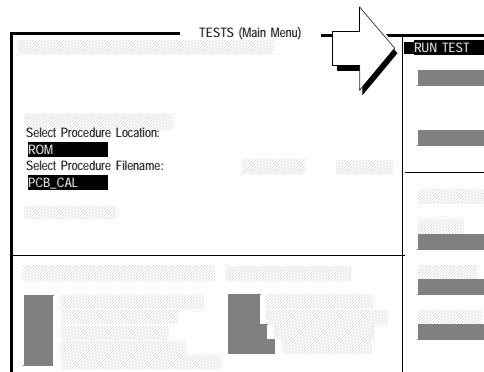 TESTS (Main Menu)
RUN TEST
Select Procedure Location:
ROM
Select Procedure Filename:
PCB_CAL